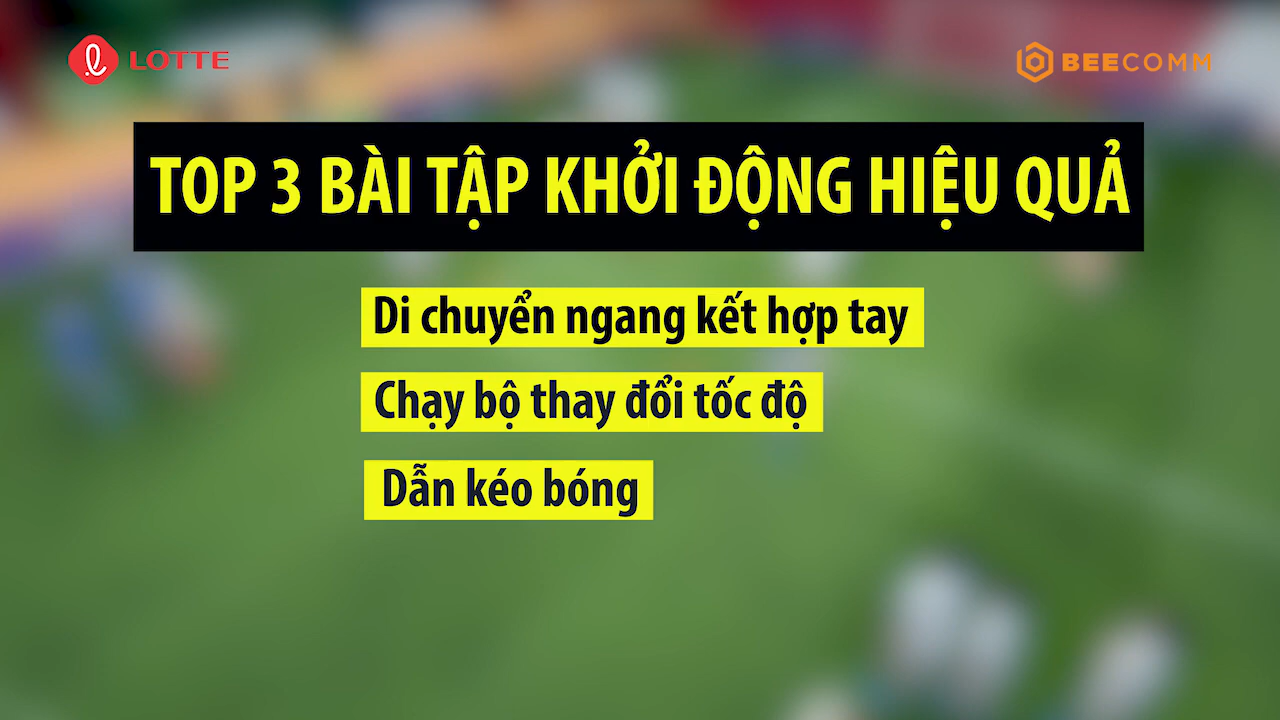 LOTTE
BEECOMM
TOP 3 BÀI TẬP KHỞI ĐỘNG HIỆU QUẢ
Di chuyển ngang kết hợp tay
Chạy bộ thay đổi tốc độ
Dẫn kéo bóng